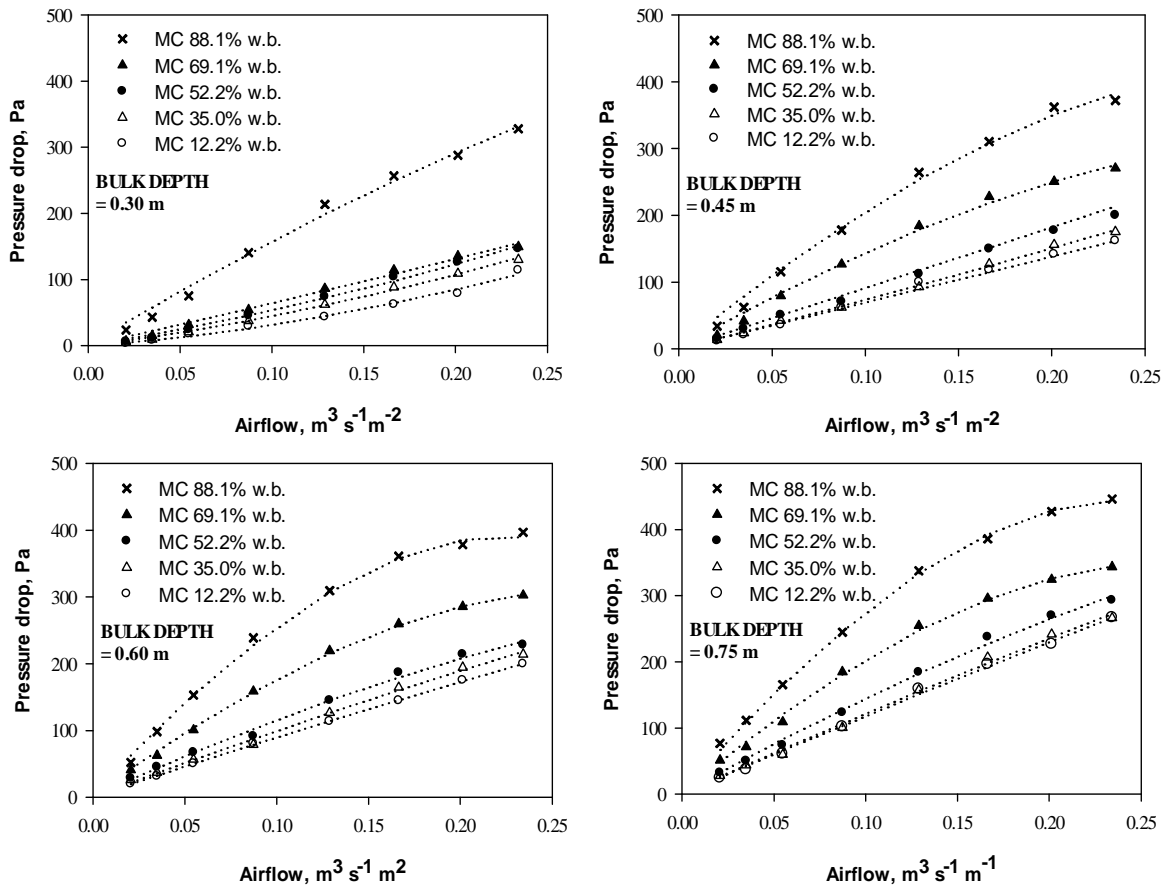 500
400
300
200
100
0
Pressure drop, Pa
MC 88.1% w.b.
MC 69.1% w.b.
MC 52.2% w.b.
MC 35.0% w.b.
MC 12.2% w.b.
BULK DEPTH
= 0.30 m
0.00 0.05 0.10 0.15 0.20 0.25
Airflow, m³ s⁻¹m⁻²
500
400
300
200
100
0
Pressure drop, Pa
MC 88.1% w.b.
MC 69.1% w.b.
MC 52.2% w.b.
MC 35.0% w.b.
MC 12.2% w.b.
BULK DEPTH
= 0.45 m
0.00 0.05 0.10 0.15 0.20 0.25
Airflow, m³ s⁻¹ m⁻²
500
400
300
200
100
0
Pressure drop, Pa
MC 88.1% w.b.
MC 69.1% w.b.
MC 52.2% w.b.
MC 35.0% w.b.
MC 12.2% w.b.
BULK DEPTH
= 0.60 m
0.00 0.05 0.10 0.15 0.20 0.25
Airflow, m³ s⁻¹ m²
500
400
300
200
100
0
Pressure drop, Pa
MC 88.1% w.b.
MC 69.1% w.b.
MC 52.2% w.b.
MC 35.0% w.b.
MC 12.2% w.b.
BULK DEPTH
= 0.75 m
0.00 0.05 0.10 0.15 0.20 0.25
Airflow, m³ s⁻¹ m⁻¹